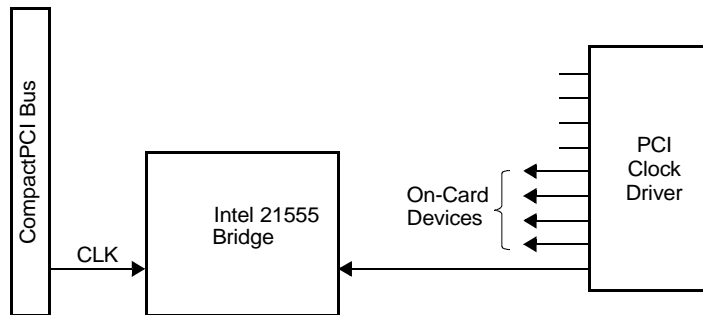 CompactPCI Bus
CLK
Intel 21555
Bridge
On-Card
Devices
PCI
Clock
Driver